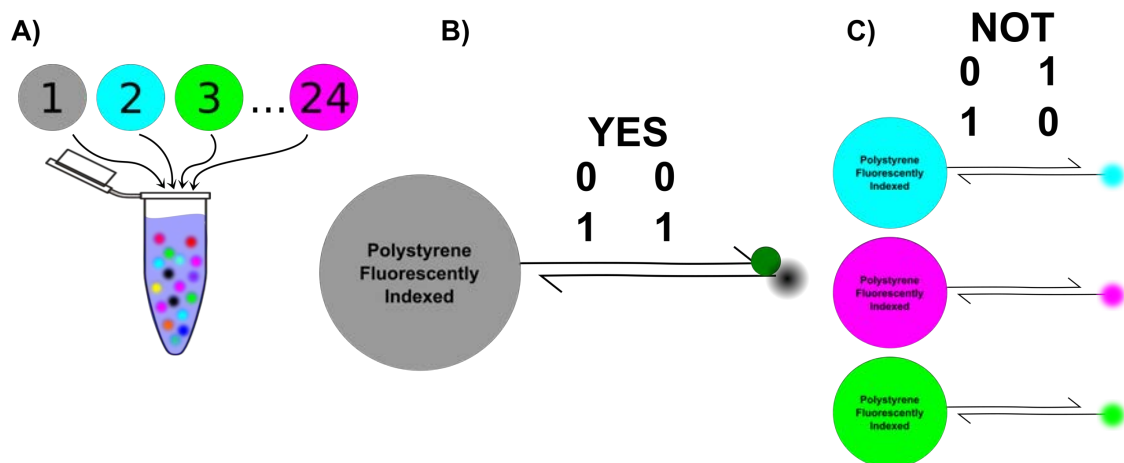 A)
1 2 3 ... 24
B)
YES
0 0
1 1
Polystyrene
Fluorescently
Indexed
C)
NOT
0 1
1 0
Polystyrene
Fluorescently
Indexed
Polystyrene
Fluorescently
Indexed
Polystyrene
Fluorescently
Indexed